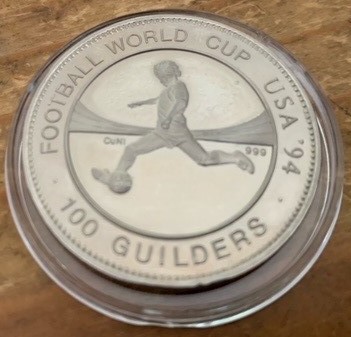 FOOTBALL WORLD CUP USA '94
CuNi
999
100 GUILDERS